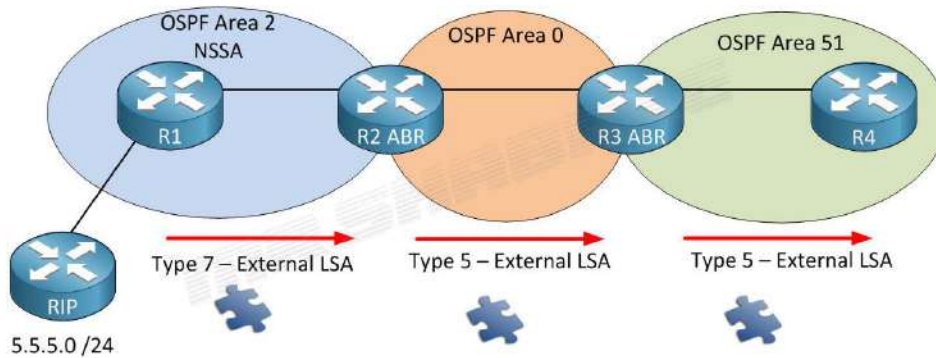 OSPF Area 2
NSSA
OSPF Area 0
OSPF Area 51
R1
R2 ABR
R3 ABR
R4
Type 7 – External LSA
Type 5 – External LSA
Type 5 – External LSA
RIP
5.5.5.0 /24